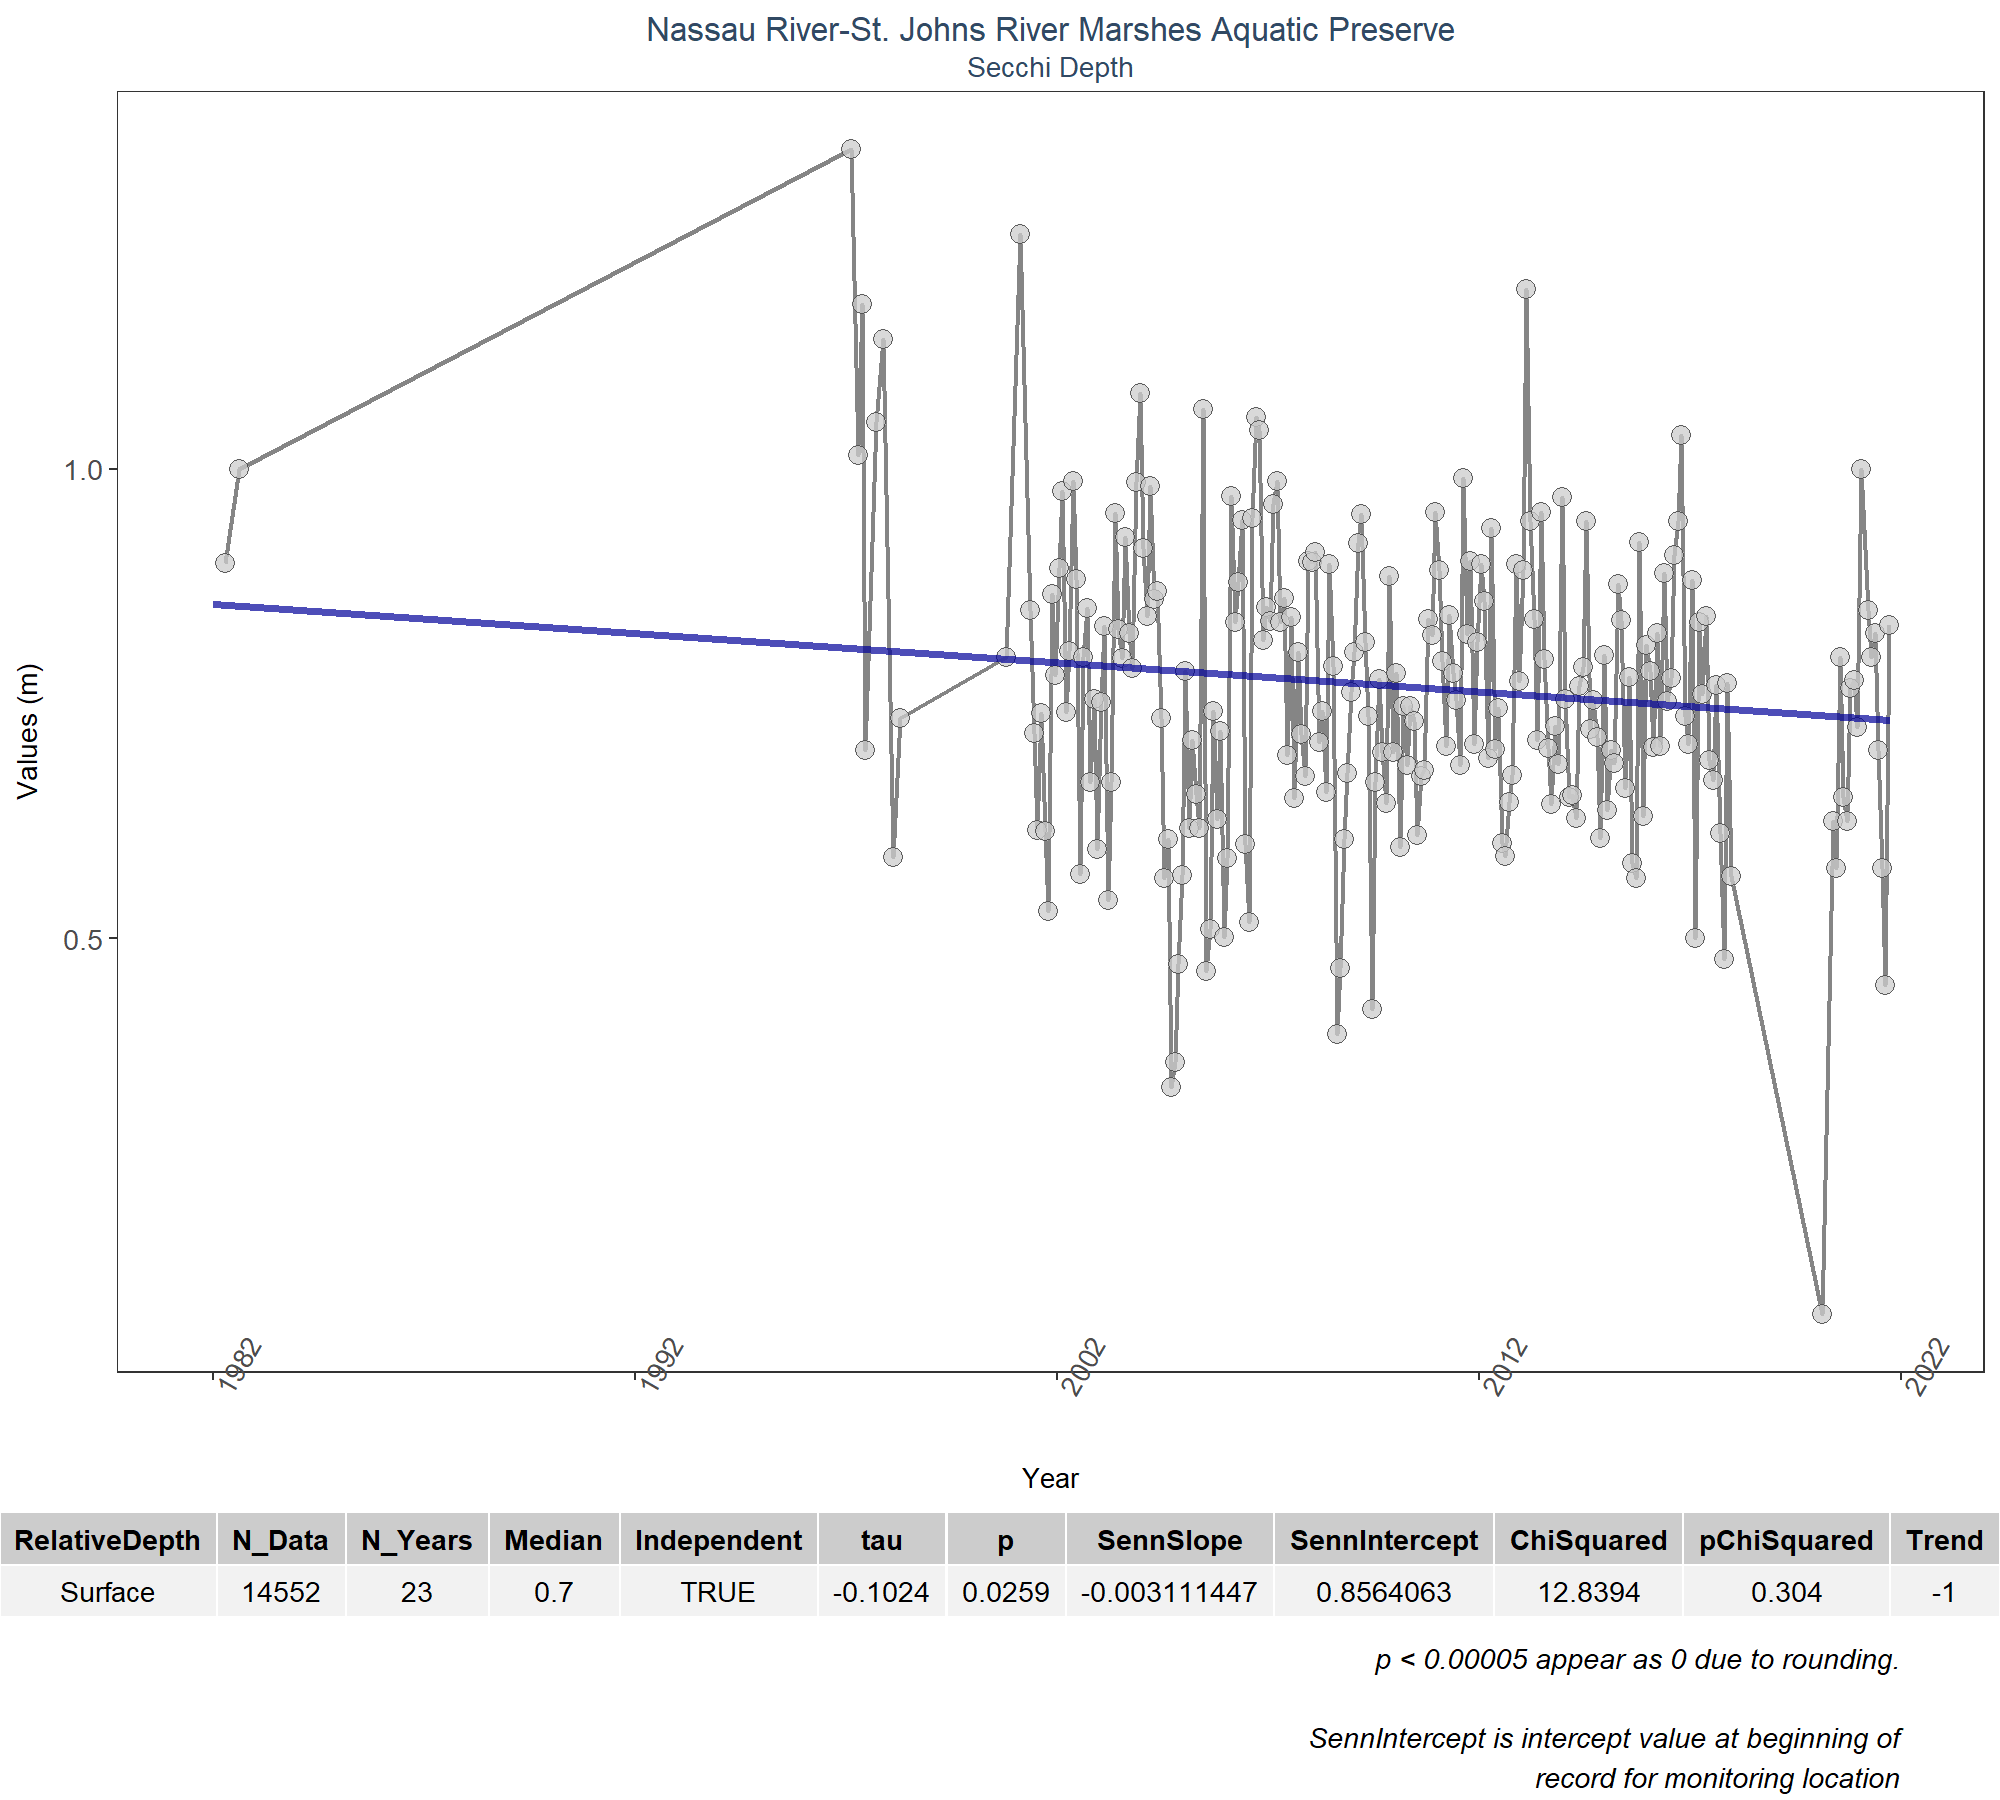 Nassau River-St. Johns River Marshes Aquatic Preserve
Secchi Depth
Values (m)
1.0
0.5
1982 1992 2002 2012 2022
Year
RelativeDepth N_Data N_Years Median Independent tau p SennSlope SennIntercept ChiSquared pChiSquared Trend
Surface 14552 23 0.7 TRUE -0.1024 0.0259 -0.003111447 0.8564063 12.8394 0.304 -1
p < 0.00005 appear as 0 due to rounding.
SennIntercept is intercept value at beginning of
record for monitoring location